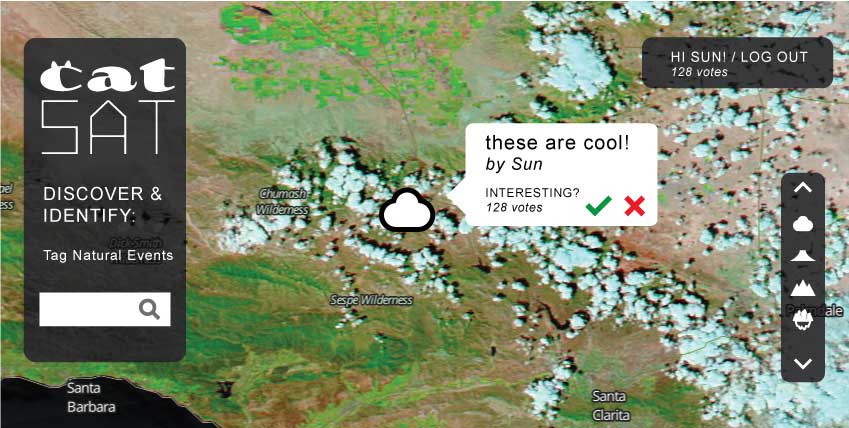 cat
SAT
DISCOVER &
IDENTIFY:
Tag Natural Events
HI SUN! / LOG OUT
128 votes
these are cool!
by Sun
INTERESTING?
128 votes
Chumash
Wilderness
Dick Smith
Sespe Wilderness
Santa
Barbara
Santa
Clarita
Palmdale